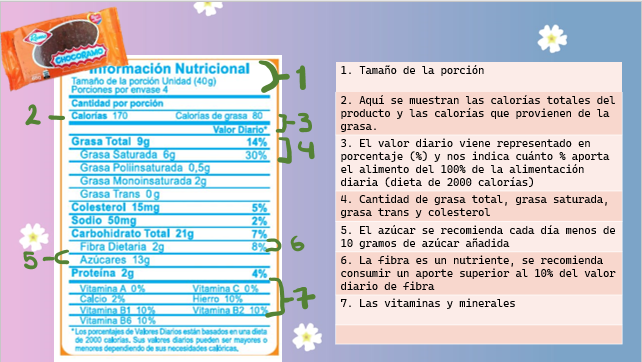 Ramo
CHOCORAMO
Información Nutricional
Tamaño de la porción Unidad (40g)
Porciones por envase 4
Cantidad por porción
Calorías 170 Calorías de grasa 80
Valor Diario*
Grasa Total 9g 14%
Grasa Saturada 6g 30%
Grasa Poliinsaturada 0,5g
Grasa Monoinsaturada 2g
Grasa Trans 0g
Colesterol 15mg 5%
Sodio 50mg 2%
Carbohidrato Total 21g 7%
Fibra Dietaria 2g 8%
Azúcares 13g
Proteína 2g 4%
Vitamina A 0% Vitamina C 0%
Calcio 2% Hierro 10%
Vitamina B1 10% Vitamina B2 10%
Vitamina B6 10%
*Los porcentajes de Valores Diarios están basados en una dieta
de 2000 calorías. Sus valores diarios pueden ser mayores o
menores dependiendo de sus necesidades calóricas.
1
2
3
4
5
6
7
1. Tamaño de la porción
2. Aquí se muestran las calorías totales del
producto y las calorias que provienen de la
grasa.
3. El valor diario viene representado en
porcentaje (%) y nos indica cuánto % aporta
el alimento del 100% de la alimentación
diaria (dieta de 2000 calorías)
4. Cantidad de grasa total, grasa saturada,
grasa trans y colesterol
5. El azúcar se recomienda cada día menos de
10 gramos de azúcar añadida
6. La fibra es un nutriente, se recomienda
consumir un aporte superior al 10% del valor
diario de fibra
7. Las vitaminas y minerales